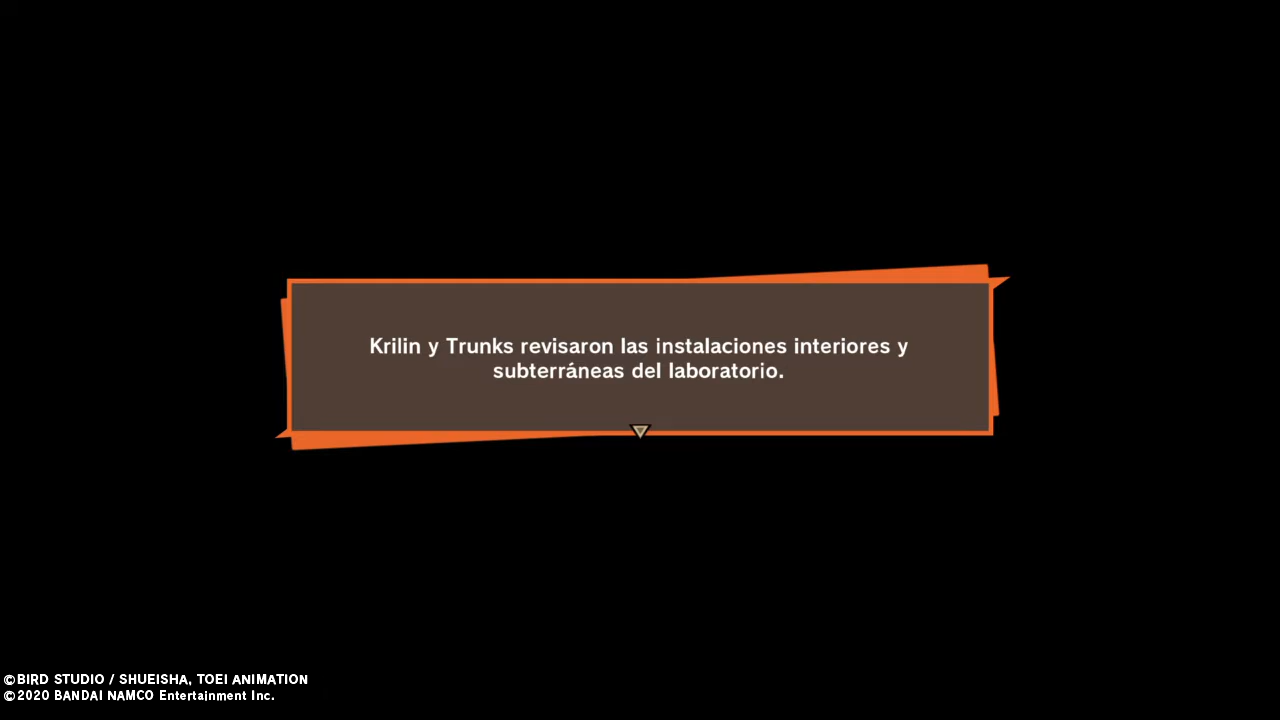 Krilin y Trunks revisaron las instalaciones interiores y
subterráneas del laboratorio.
©BIRD STUDIO / SHUEISHA, TOEI ANIMATION
©2020 BANDAI NAMCO Entertainment Inc.